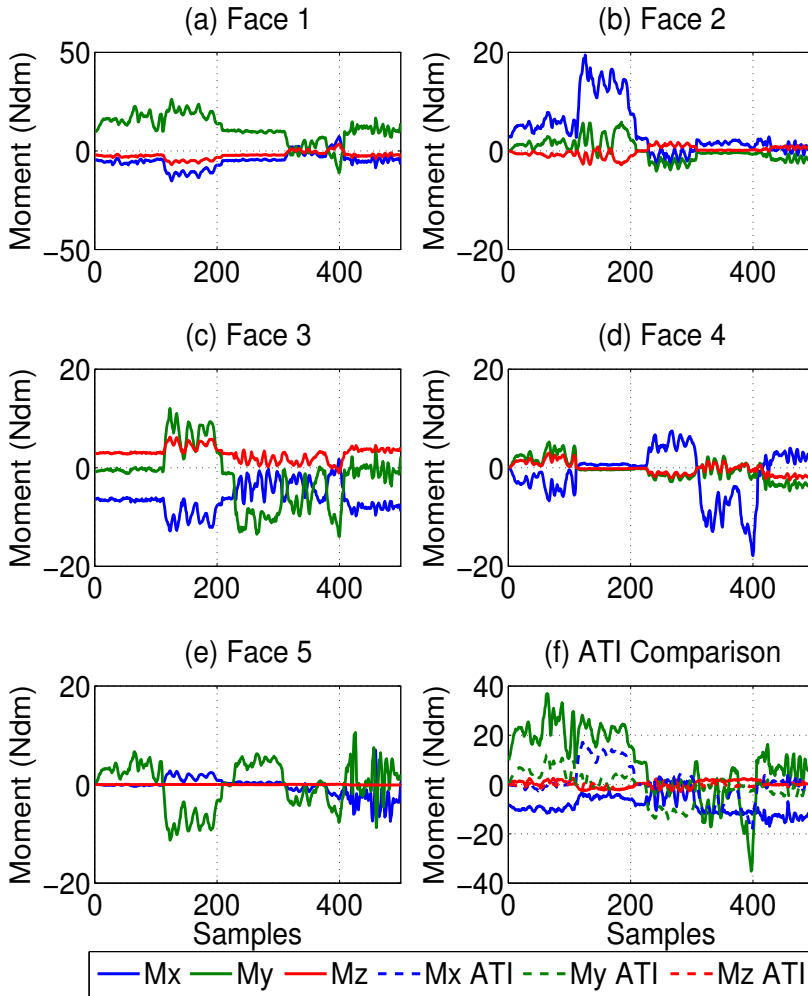 (a) Face 1
(b) Face 2
Moment (Ndm)
50
0
−50
0
200
400
Moment (Ndm)
20
0
−20
0
200
400
(c) Face 3
(d) Face 4
Moment (Ndm)
20
0
−20
0
200
400
Moment (Ndm)
20
0
−20
0
200
400
(e) Face 5
(f) ATI Comparison
Moment (Ndm)
20
0
−20
0
200
400
Moment (Ndm)
40
20
0
−20
−40
0
200
400
Samples
Samples
Mx My Mz Mx ATI My ATI Mz ATI